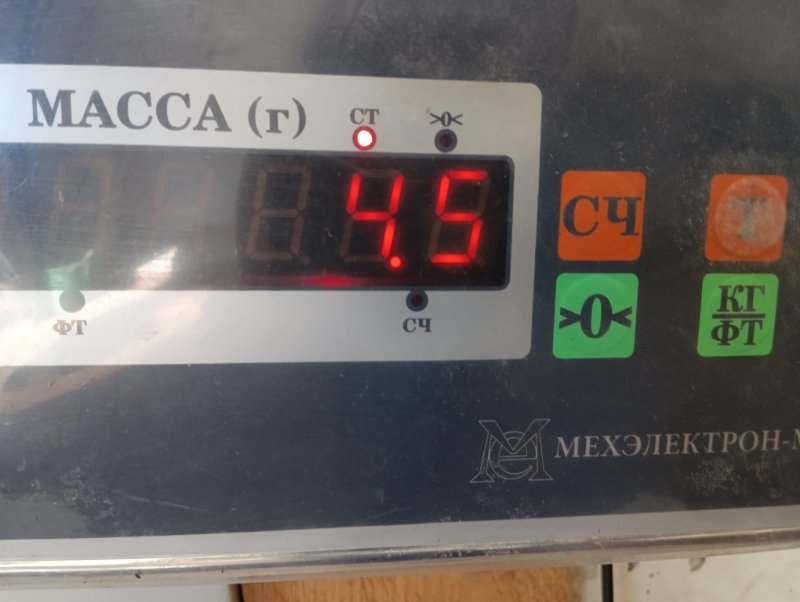 МАССА (г)
СТ
>0<
4.5
ФТ
СЧ
СЧ
Т
>0<
КГ
ФТ
МЕХЭЛЕКТРОН-М